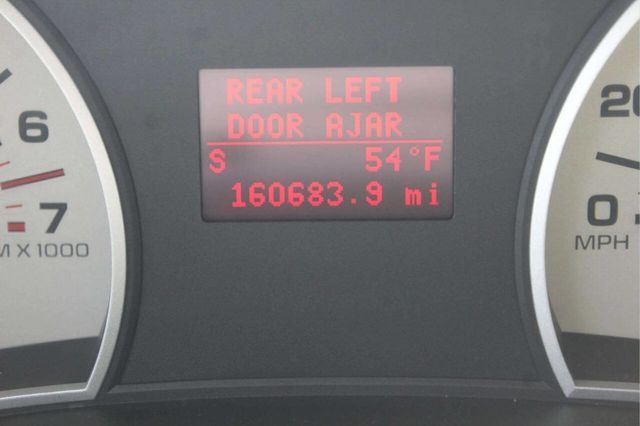 REAR LEFT
DOOR AJAR
S 54°F
160683.9 mi
6
7
M X 1000
20
0
MPH